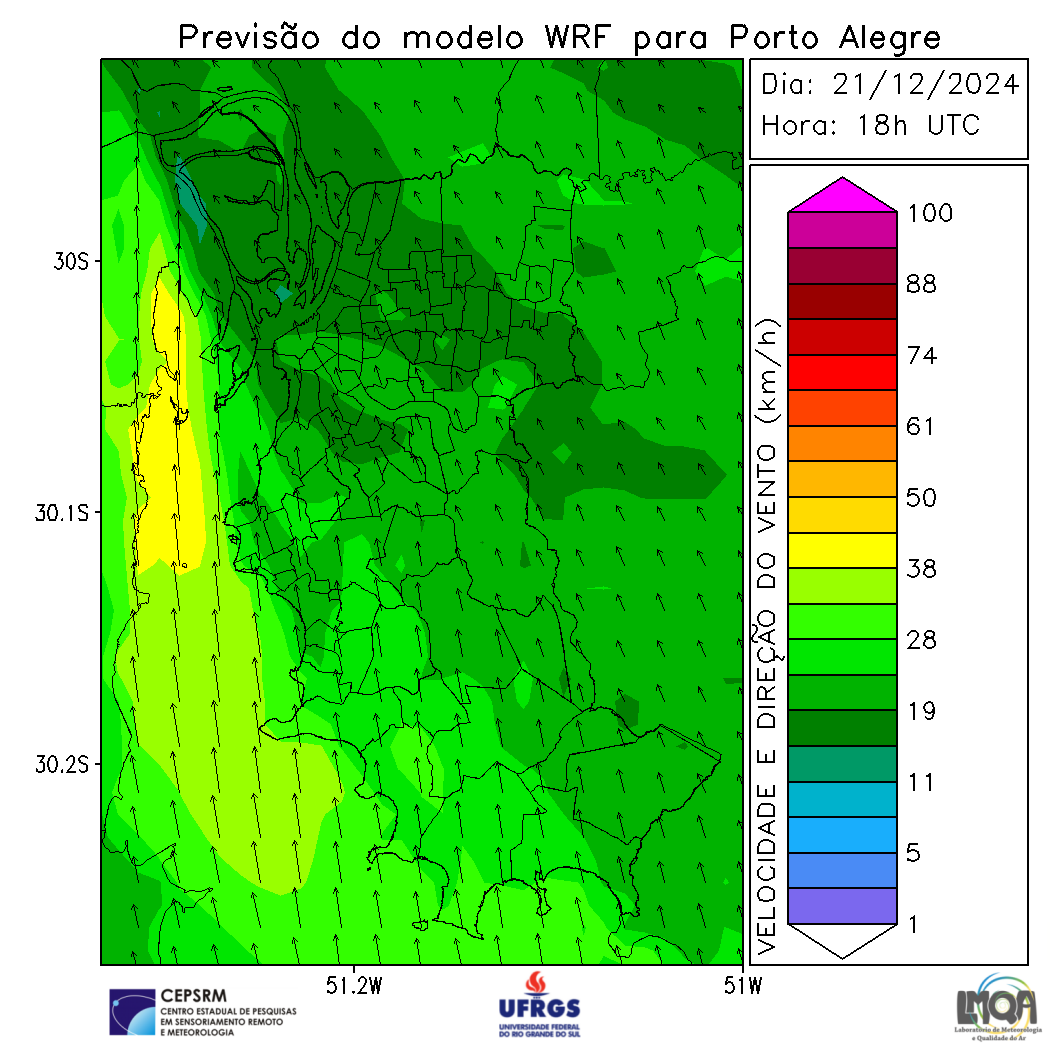 Previsão do modelo WRF para Porto Alegre
Dia: 21/12/2024
Hora: 18h UTC
30S
30.1S
30.2S
51.2W
51W
VELOCIDADE E DIREÇÃO DO VENTO (km/h)
100
88
74
61
50
38
28
19
11
5
1
CEPSRM
CENTRO ESTADUAL DE PESQUISAS
EM SENSORIAMENTO REMOTO
E METEOROLOGIA
UFRGS
UNIVERSIDADE FEDERAL
DO RIO GRANDE DO SUL
LMQA
Laboratório de Meteorologia
e Qualidade do Ar